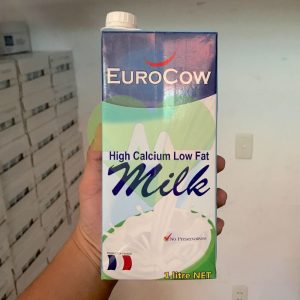 EUROCOW
High Calcium Low Fat
Milk
No Preservatives
1 litre NET